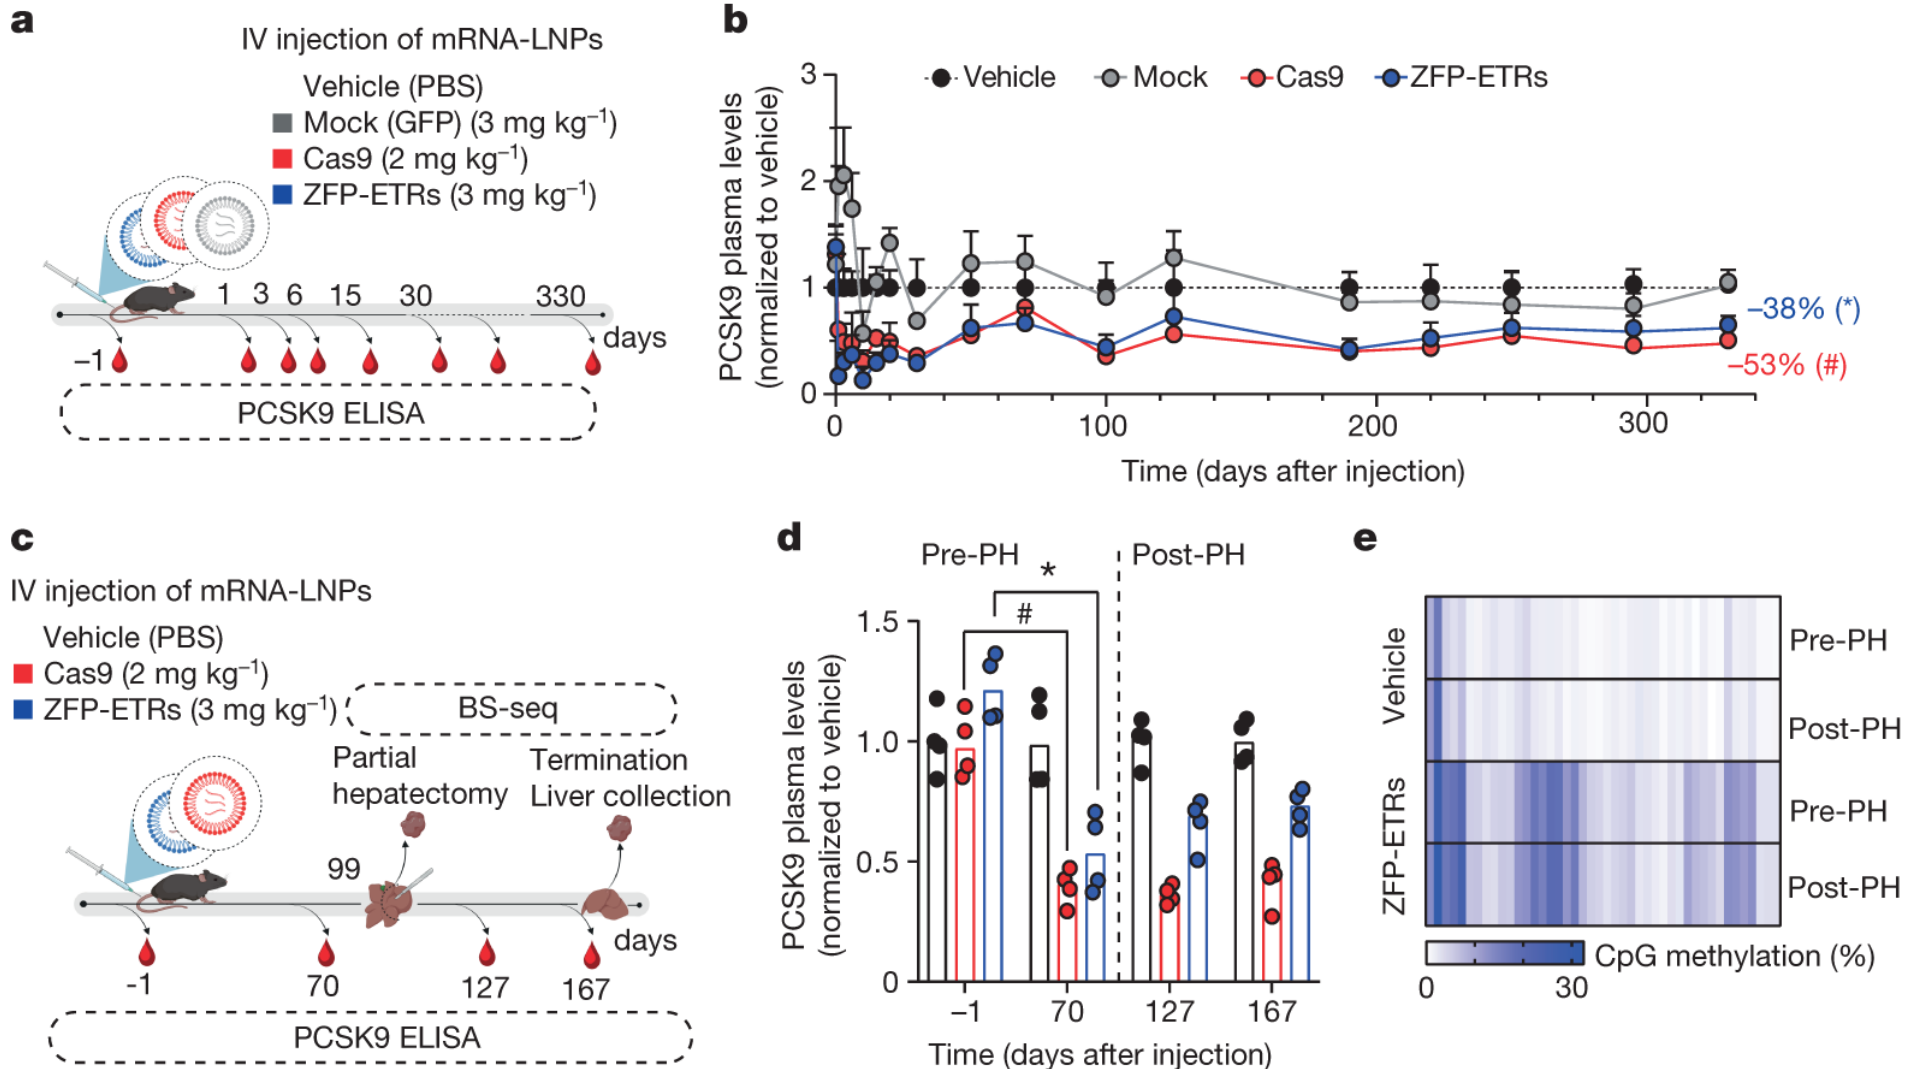 a
IV injection of mRNA-LNPs
Vehicle (PBS)
Mock (GFP) (3 mg kg⁻¹)
Cas9 (2 mg kg⁻¹)
ZFP-ETRs (3 mg kg⁻¹)
1 3 6 15 30 330
days
−1
PCSK9 ELISA
b
PCSK9 plasma levels
(normalized to vehicle)
3
2
1
0
Vehicle Mock Cas9 ZFP-ETRs
−38% (*)
−53% (#)
0 100 200 300
Time (days after injection)
c
IV injection of mRNA-LNPs
Vehicle (PBS)
Cas9 (2 mg kg⁻¹)
ZFP-ETRs (3 mg kg⁻¹)
BS-seq
Partial
hepatectomy
Termination
Liver collection
99
days
-1 70 127 167
PCSK9 ELISA
d
Pre-PH Post-PH
*
#
PCSK9 plasma levels
(normalized to vehicle)
1.5
1.0
0.5
0
−1 70 127 167
Time (days after injection)
e
Vehicle
Pre-PH
Post-PH
ZFP-ETRs
Pre-PH
Post-PH
CpG methylation (%)
0 30